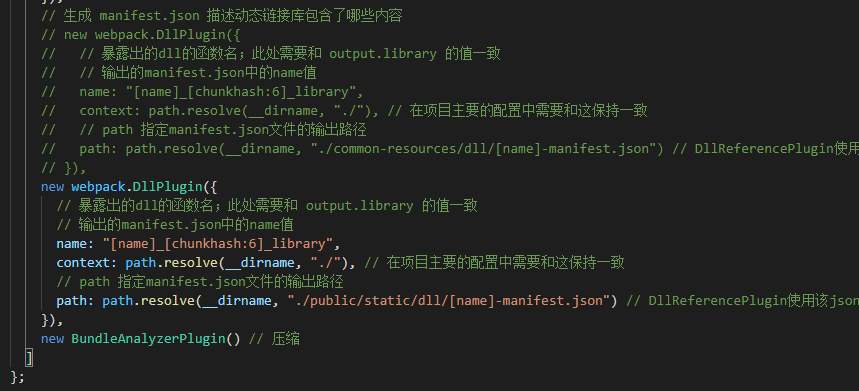 }),
// 生成 manifest.json 描述动态链接库包含了哪些内容
// new webpack.DllPlugin({
//   // 暴露出的dll的函数名；此处需要和 output.library 的值一致
//   // 输出的manifest.json中的name值
//   name: "[name]_[chunkhash:6]_library",
//   context: path.resolve(__dirname, "./"), // 在项目主要的配置中需要和这保持一致
//   // path 指定manifest.json文件的输出路径
//   path: path.resolve(__dirname, "./common-resources/dll/[name]-manifest.json") // DllReferencePlugin使用
// }),
new webpack.DllPlugin({
  // 暴露出的dll的函数名；此处需要和 output.library 的值一致
  // 输出的manifest.json中的name值
  name: "[name]_[chunkhash:6]_library",
  context: path.resolve(__dirname, "./"), // 在项目主要的配置中需要和这保持一致
  // path 指定manifest.json文件的输出路径
  path: path.resolve(__dirname, "./public/static/dll/[name]-manifest.json") // DllReferencePlugin使用该json
}),
new BundleAnalyzerPlugin() // 压缩
]
};